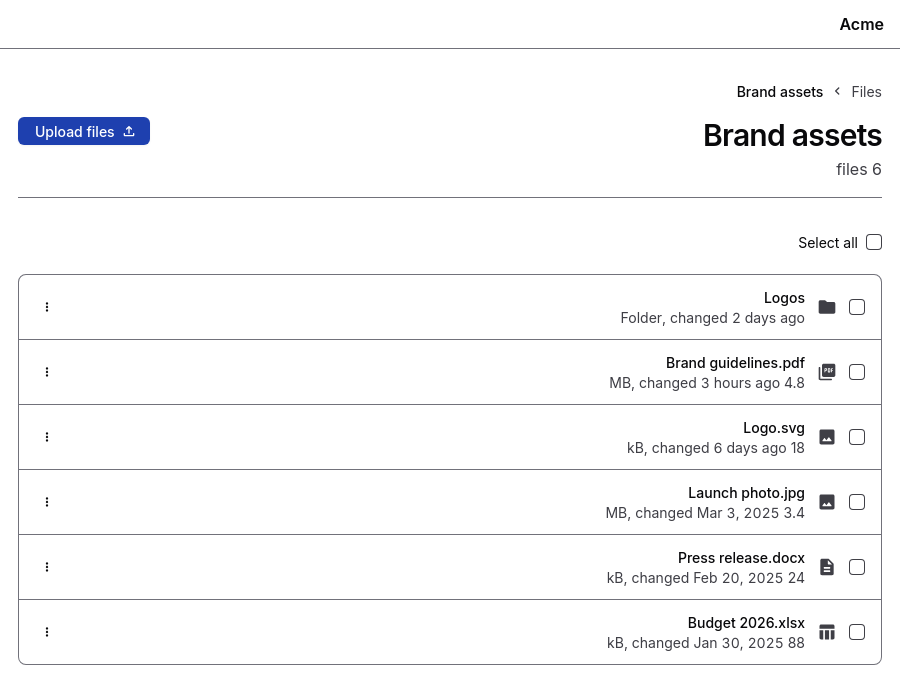 Acme
Brand assets
Files
Brand assets
files 6
Upload files
Select all
Logos
Folder, changed 2 days ago
Brand guidelines.pdf
MB, changed 3 hours ago 4.8
Logo.svg
kB, changed 6 days ago 18
Launch photo.jpg
MB, changed Mar 3, 2025 3.4
Press release.docx
kB, changed Feb 20, 2025 24
Budget 2026.xlsx
kB, changed Jan 30, 2025 88